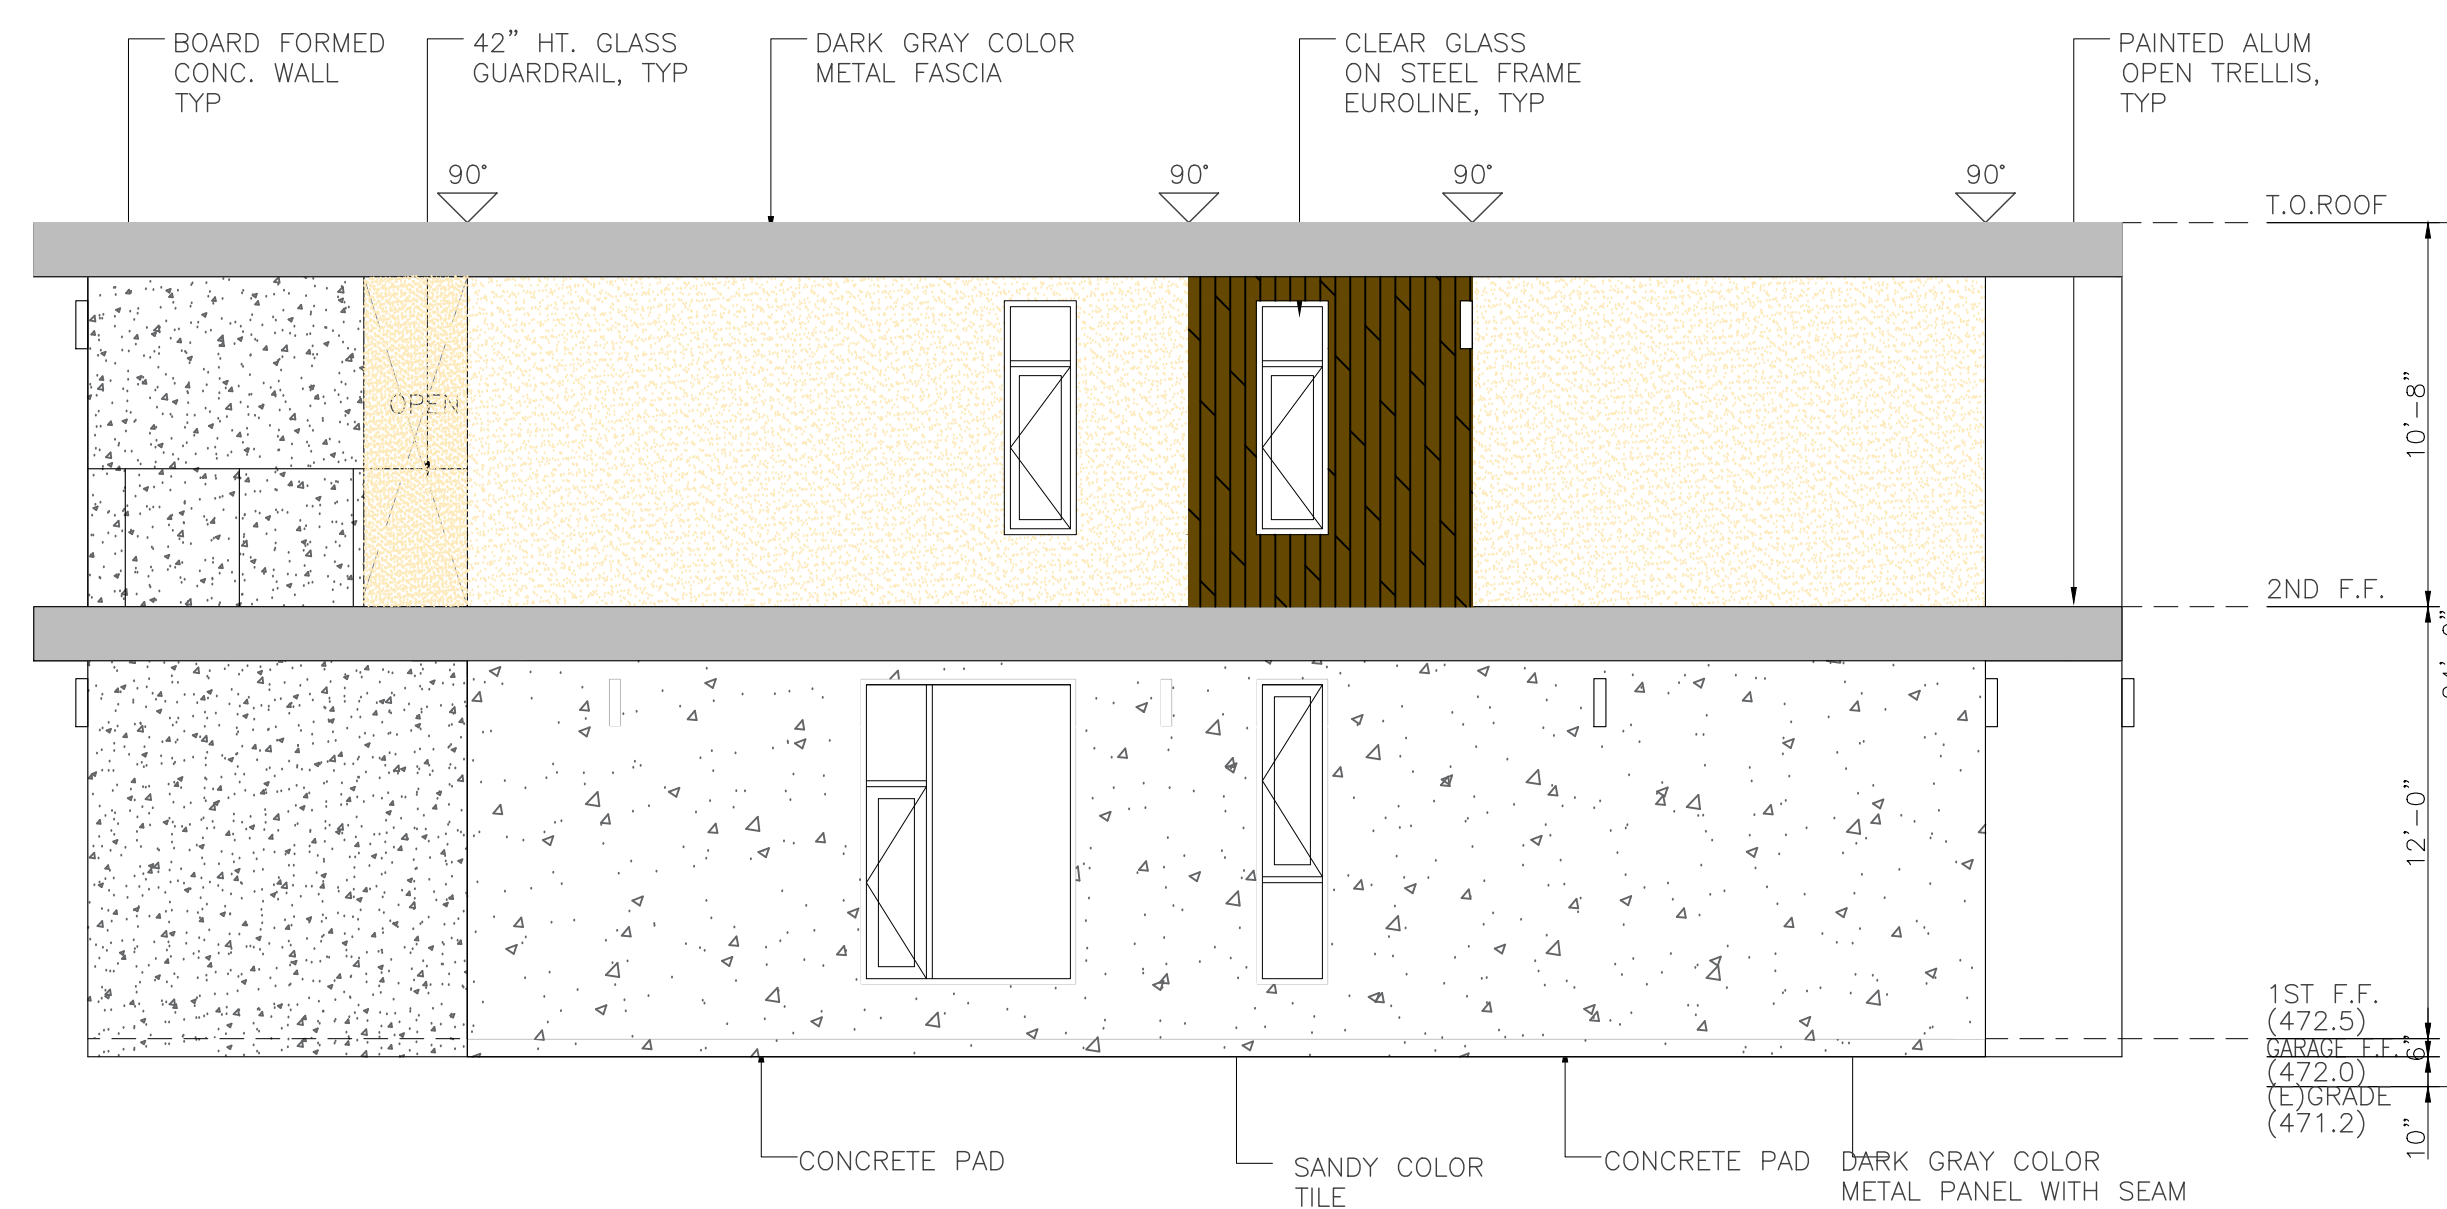 BOARD FORMED
CONC. WALL
TYP
42” HT. GLASS
GUARDRAIL, TYP
DARK GRAY COLOR
METAL FASCIA
CLEAR GLASS
ON STEEL FRAME
EUROLINE, TYP
PAINTED ALUM
OPEN TRELLIS,
TYP
90°
90°
90°
90°
T.O.ROOF
10'-8”
OPEN
2ND F.F.
12'-0”
1ST F.F.
(472.5)
GARAGE F.F.
6”
(472.0)
(E)GRADE
(471.2)
10”
CONCRETE PAD
SANDY COLOR
TILE
CONCRETE PAD
DARK GRAY COLOR
METAL PANEL WITH SEAM